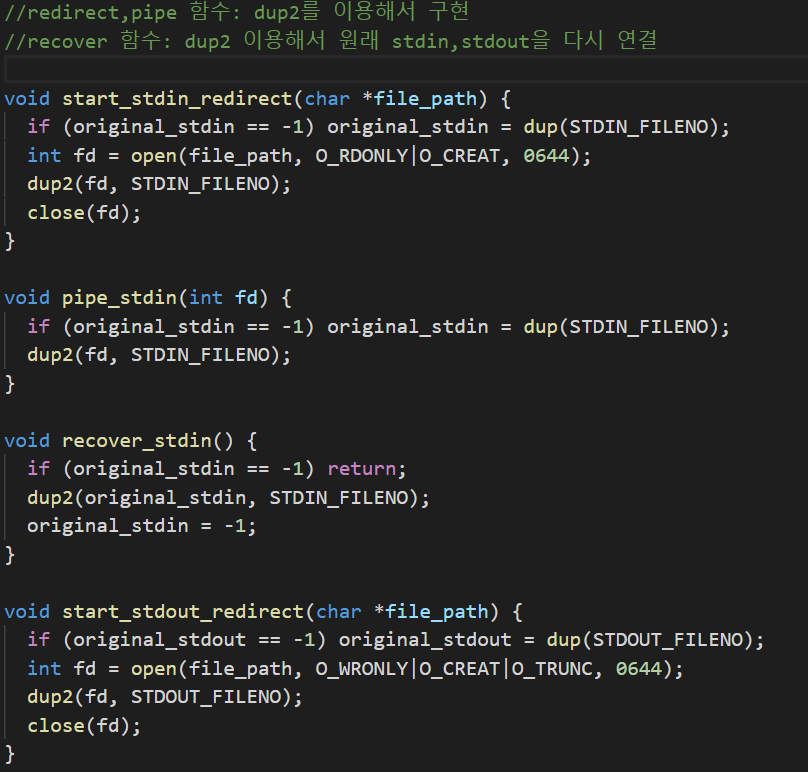 //redirect,pipe 함수: dup2를 이용해서 구현
//recover 함수: dup2 이용해서 원래 stdin,stdout을 다시 연결
void start_stdin_redirect(char *file_path) {
  if (original_stdin == -1) original_stdin = dup(STDIN_FILENO);
  int fd = open(file_path, O_RDONLY|O_CREAT, 0644);
  dup2(fd, STDIN_FILENO);
  close(fd);
}
void pipe_stdin(int fd) {
  if (original_stdin == -1) original_stdin = dup(STDIN_FILENO);
  dup2(fd, STDIN_FILENO);
}
void recover_stdin() {
  if (original_stdin == -1) return;
  dup2(original_stdin, STDIN_FILENO);
  original_stdin = -1;
}
void start_stdout_redirect(char *file_path) {
  if (original_stdout == -1) original_stdout = dup(STDOUT_FILENO);
  int fd = open(file_path, O_WRONLY|O_CREAT|O_TRUNC, 0644);
  dup2(fd, STDOUT_FILENO);
  close(fd);
}